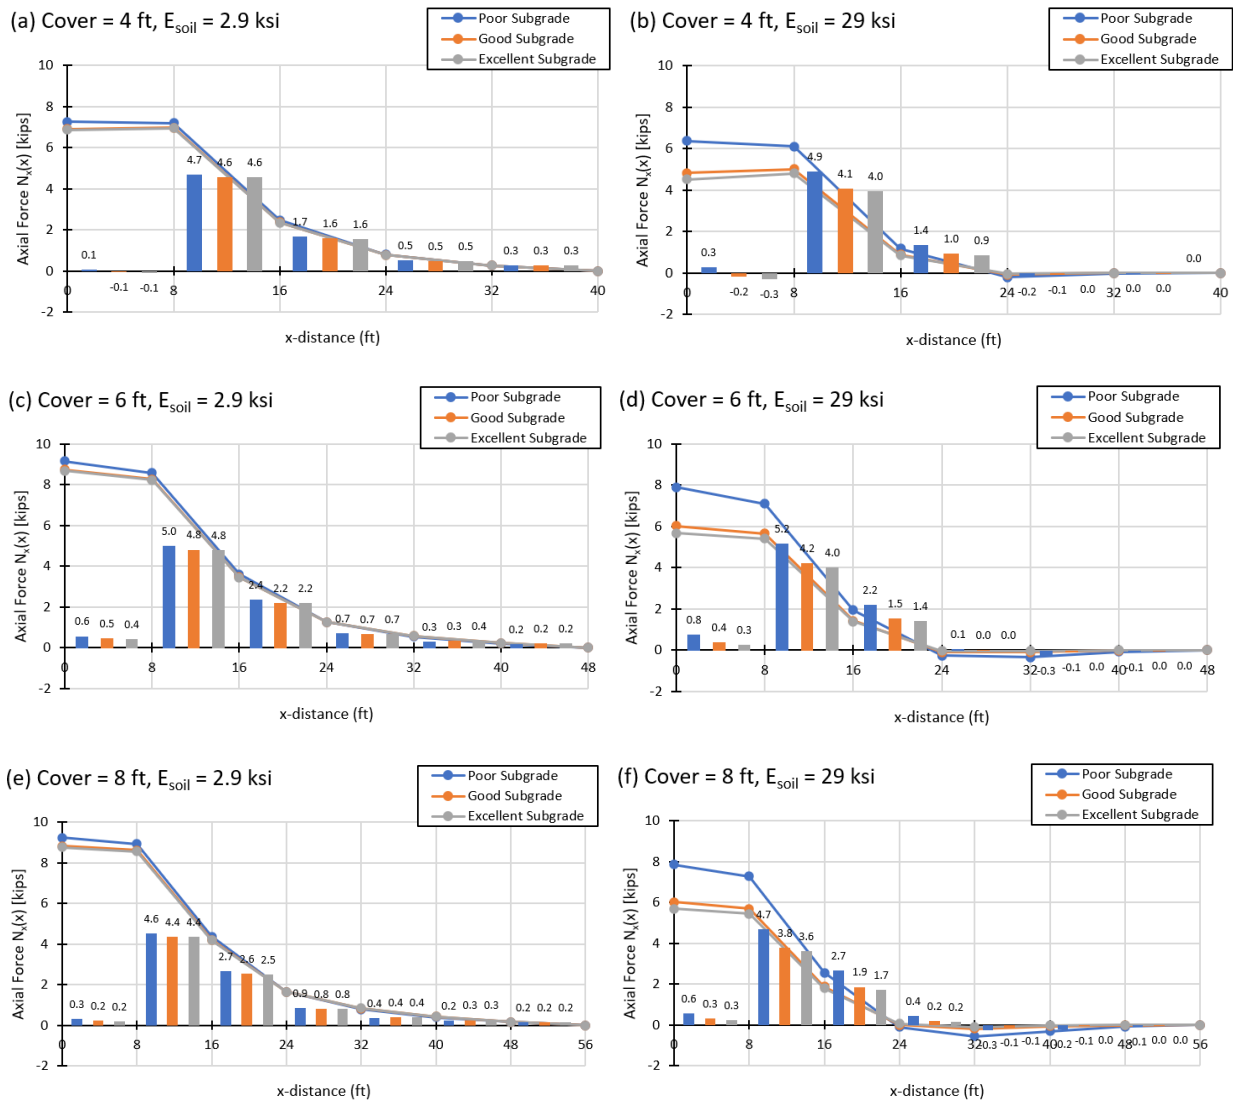 (a) Cover = 4 ft, Esoil = 2.9 ksi
Poor Subgrade
Good Subgrade
Excellent Subgrade
Axial Force Nx(x) [kips]
10
8
6
4
2
0
-2
4.7 4.6 4.6
1.7 1.6 1.6
0.1 -0.1 -0.1
0.5 0.5 0.5
0.3 0.3 0.3
0 8 16 24 32 40
x-distance (ft)
(b) Cover = 4 ft, Esoil = 29 ksi
Poor Subgrade
Good Subgrade
Excellent Subgrade
Axial Force Nx(x) [kips]
10
8
6
4
2
0
-2
4.9 4.1 4.0
1.4 1.0 0.9
0.3 -0.2 -0.3
-0.2 -0.1 0.0 0.0 0.0 0.0
0 8 16 24 32 40
x-distance (ft)
(c) Cover = 6 ft, Esoil = 2.9 ksi
Poor Subgrade
Good Subgrade
Excellent Subgrade
Axial Force Nx(x) [kips]
10
8
6
4
2
0
-2
5.0 4.8 4.8
2.4 2.2 2.2
0.6 0.5 0.4
0.7 0.7 0.7
0.3 0.3 0.4
0.2 0.2 0.2
0 8 16 24 32 40 48
x-distance (ft)
(d) Cover = 6 ft, Esoil = 29 ksi
Poor Subgrade
Good Subgrade
Excellent Subgrade
Axial Force Nx(x) [kips]
10
8
6
4
2
0
-2
5.2 4.2 4.0
2.2 1.5 1.4
0.8 0.4 0.3
0.1 0.0 0.0
-0.3 -0.1 0.0 -0.1 0.0 0.0
0 8 16 24 32 40 48
x-distance (ft)
(e) Cover = 8 ft, Esoil = 2.9 ksi
Poor Subgrade
Good Subgrade
Excellent Subgrade
Axial Force Nx(x) [kips]
10
8
6
4
2
0
-2
4.6 4.4 4.4
2.7 2.6 2.5
0.3 0.2 0.2
0.9 0.8 0.8
0.4 0.4 0.4
0.2 0.3 0.3
0.2 0.2 0.2
0 8 16 24 32 40 48 56
x-distance (ft)
(f) Cover = 8 ft, Esoil = 29 ksi
Poor Subgrade
Good Subgrade
Excellent Subgrade
Axial Force Nx(x) [kips]
10
8
6
4
2
0
-2
4.7 3.8 3.6
2.7 1.9 1.7
0.6 0.3 0.3
0.4 0.2 0.2
-0.3 -0.1 -0.1 -0.2 -0.1 0.0 -0.1 0.0 0.0
0 8 16 24 32 40 48 56
x-distance (ft)